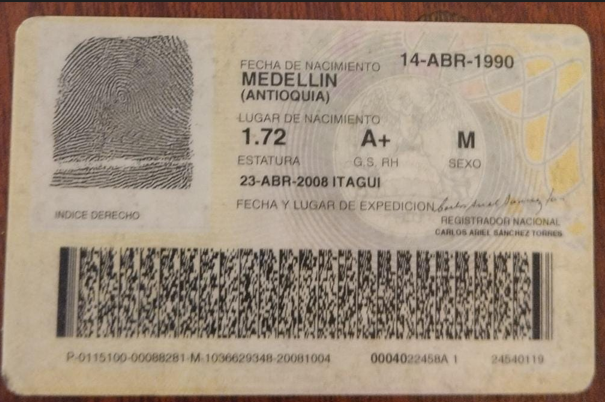 FECHA DE NACIMIENTO 14-ABR-1990
MEDELLIN
(ANTIOQUIA)
LUGAR DE NACIMIENTO
1.72 A+ M
ESTATURA G.S. RH SEXO
23-ABR-2008 ITAGUI
FECHA Y LUGAR DE EXPEDICION
INDICE DERECHO
REGISTRADOR NACIONAL
CARLOS ARIEL SANCHEZ TORRES
P-0115100-00088281-M-1036629348-20081004 0004022458A 1 24540119